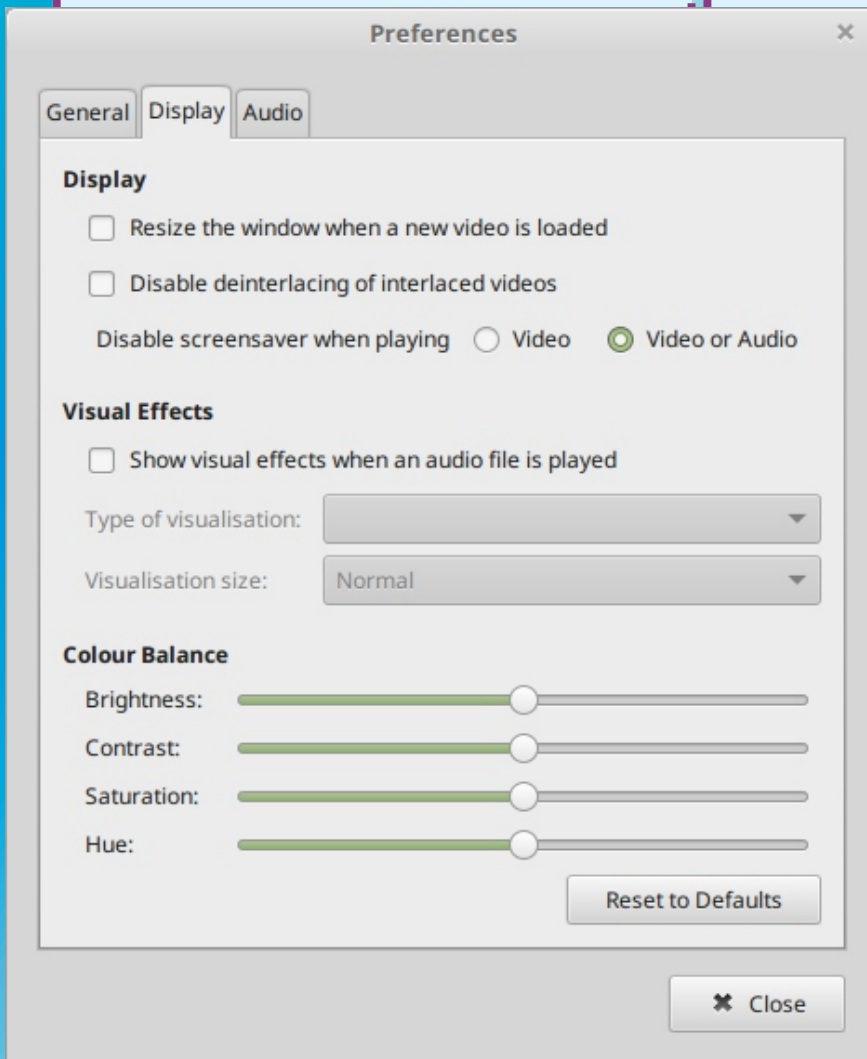 Preferences
General Display Audio
Display
Resize the window when a new video is loaded
Disable deinterlacing of interlaced videos
Disable screensaver when playing Video Video or Audio
Visual Effects
Show visual effects when an audio file is played
Type of visualisation:
Visualisation size: Normal
Colour Balance
Brightness:
Contrast:
Saturation:
Hue:
Reset to Defaults
Close